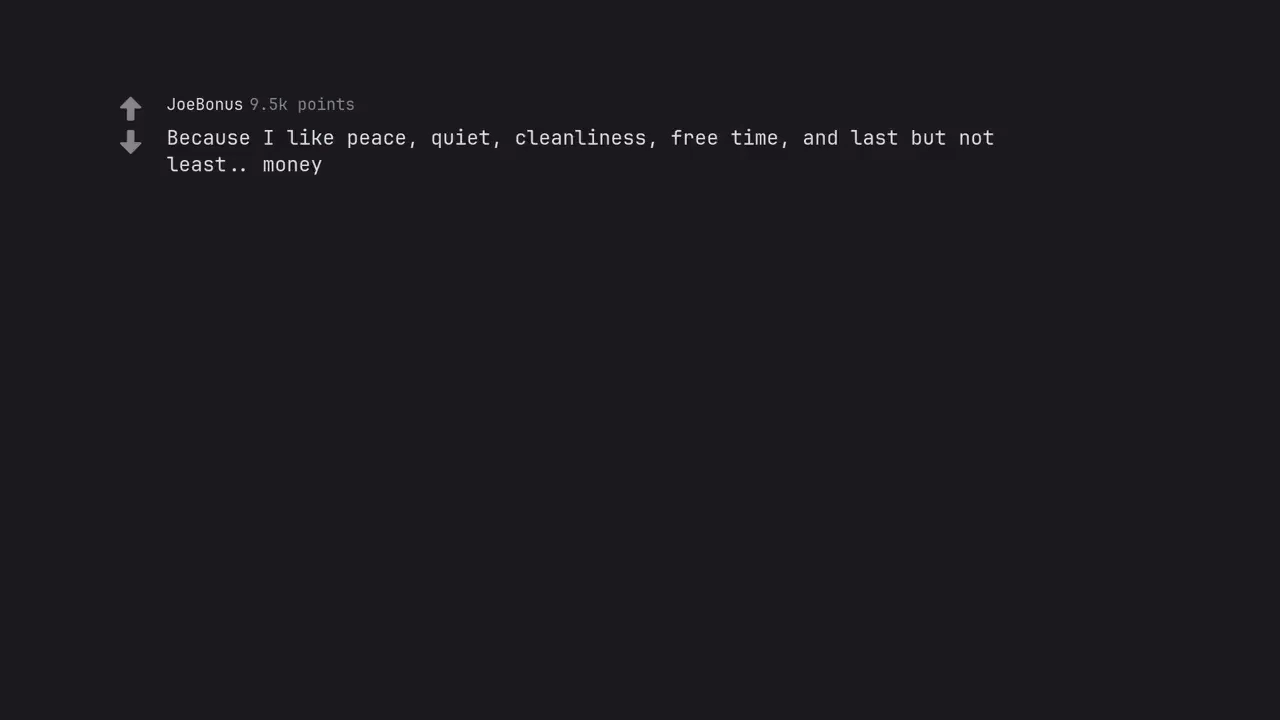 JoeBonus 9.5k points
Because I like peace, quiet, cleanliness, free time, and last but not
least.. money